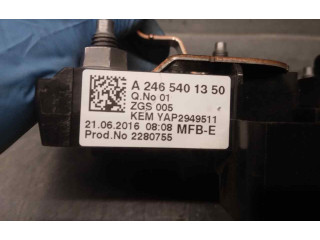 A 246 540 13 50
Q.No 01
ZGS 005
KEM YAP2949511
21.06.2016 08:08 MFB-E
Prod.No 2280755